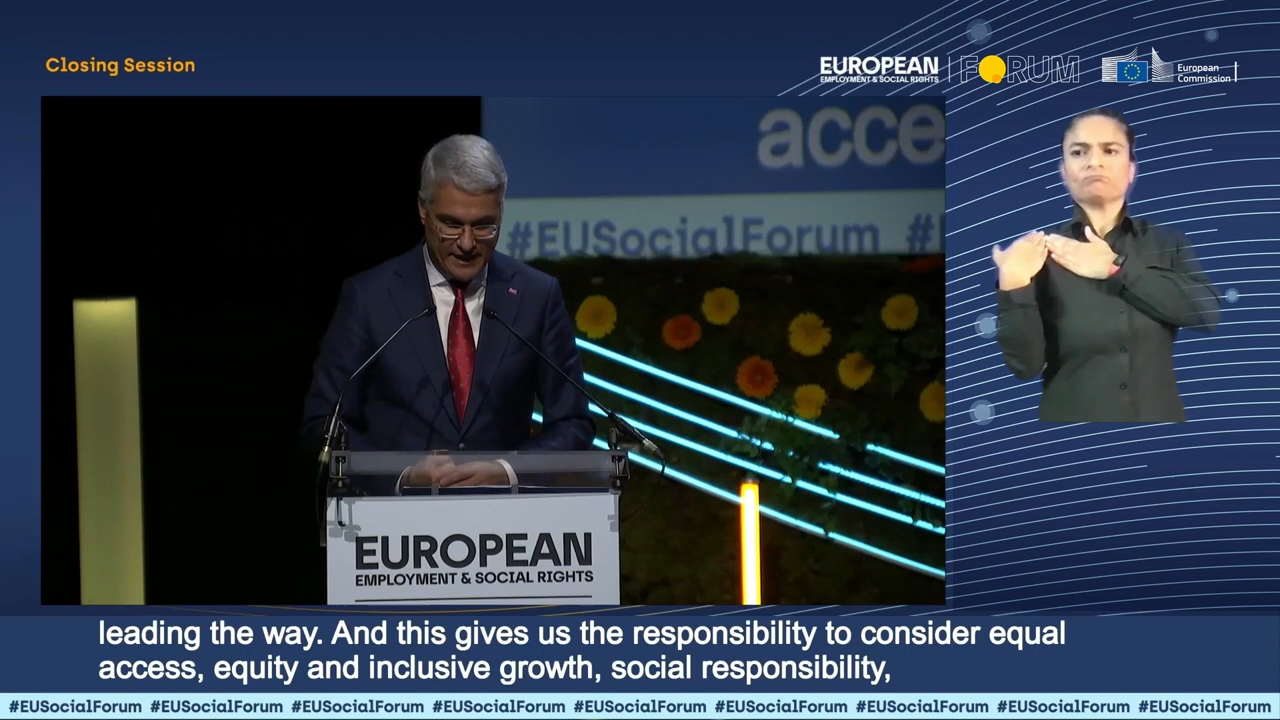 Closing Session
EUROPEAN
EMPLOYMENT & SOCIAL RIGHTS
FORUM
European
Commission
acce
#EUSocialForum #
EUROPEAN
EMPLOYMENT & SOCIAL RIGHTS
leading the way. And this gives us the responsibility to consider equal
access, equity and inclusive growth, social responsibility,
#EUSocialForum #EUSocialForum #EUSocialForum #EUSocialForum #EUSocialForum #EUSocialForum #EUSocialForum #EUSocialForum #EUSocialForum